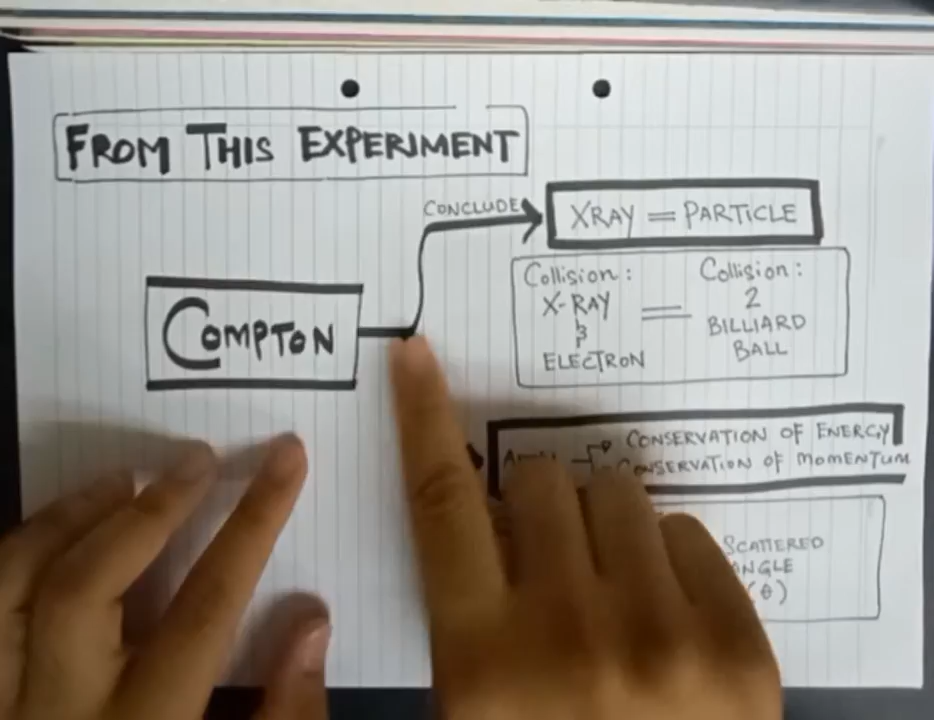 FROM THIS EXPERIMENT
CONCLUDE
XRAY = PARTICLE
COMPTON
Collision:
X-RAY
&
ELECTRON
=
Collision:
2
BILLIARD
BALL
CONSERVATION OF ENERGY
CONSERVATION OF MOMENTUM
SCATTERED
ANGLE
(θ)